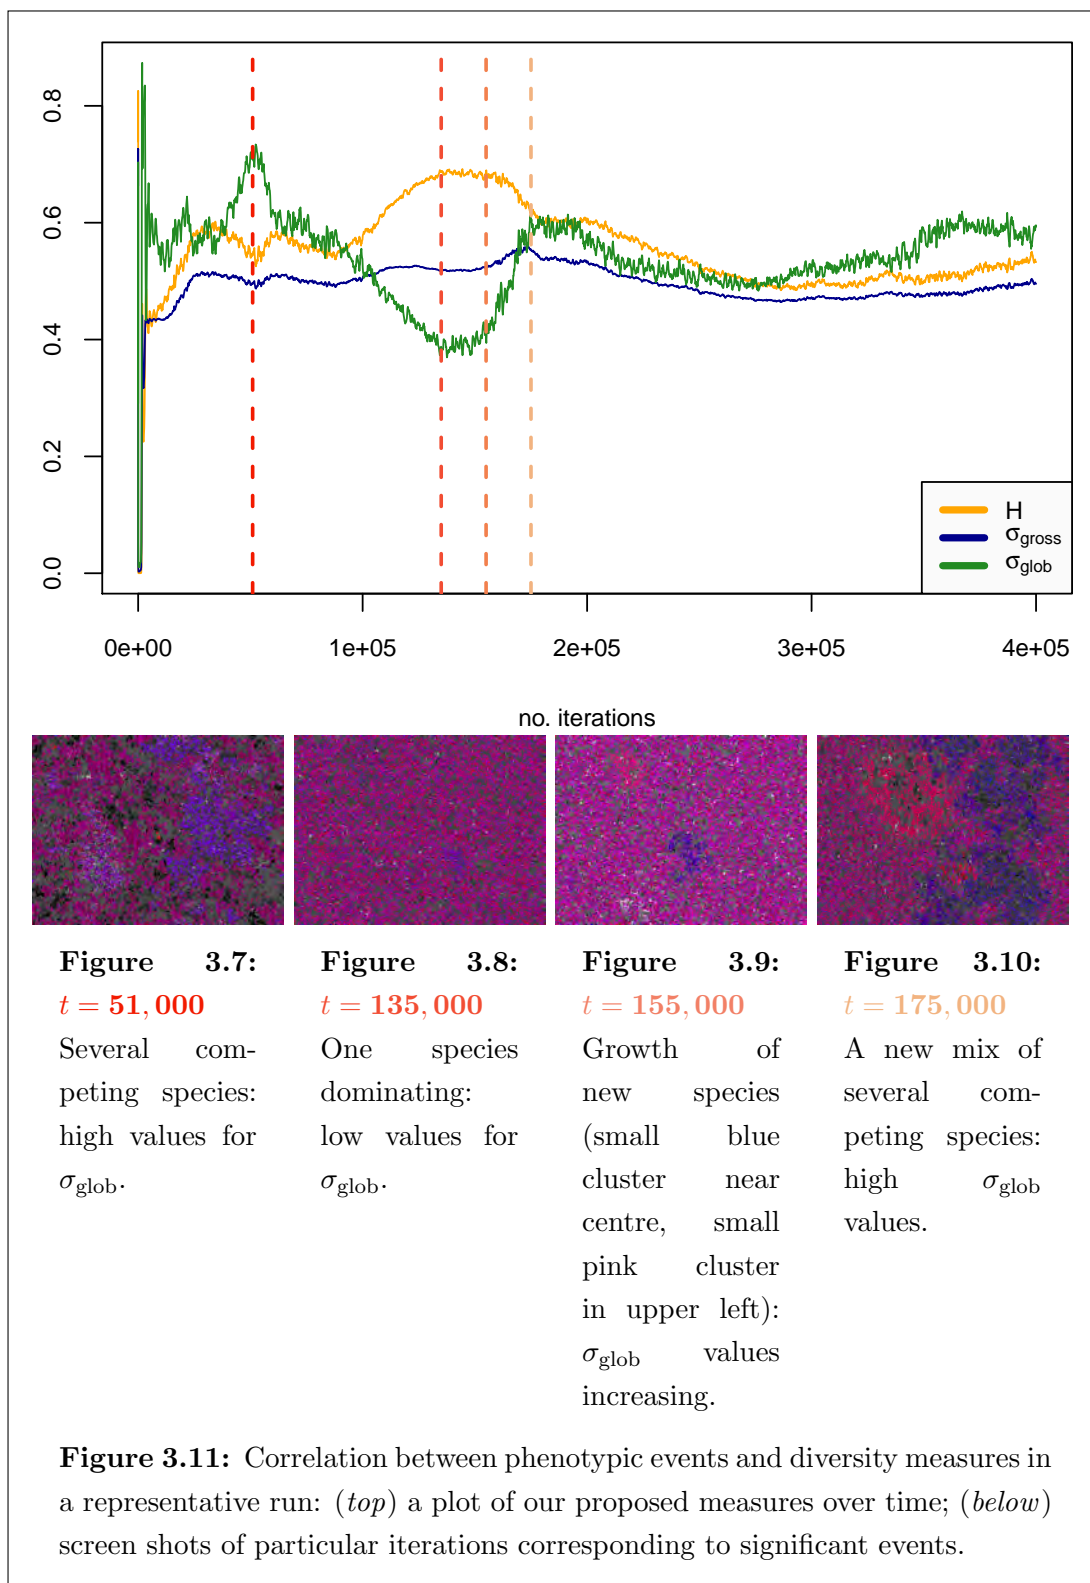 0.8
0.6
0.4
0.2
0.0
H
σgross
σglob
0e+00 1e+05 2e+05 3e+05 4e+05
no. iterations
Figure 3.7:
t = 51,000
Several com-
peting species:
high values for
σglob.
Figure 3.8:
t = 135,000
One species
dominating:
low values for
σglob.
Figure 3.9:
t = 155,000
Growth of
new species
(small blue
cluster near
centre, small
pink cluster
in upper left):
σglob values
increasing.
Figure 3.10:
t = 175,000
A new mix of
several com-
peting species:
high σglob
values.
Figure 3.11: Correlation between phenotypic events and diversity measures in
a representative run: (top) a plot of our proposed measures over time; (below)
screen shots of particular iterations corresponding to significant events.